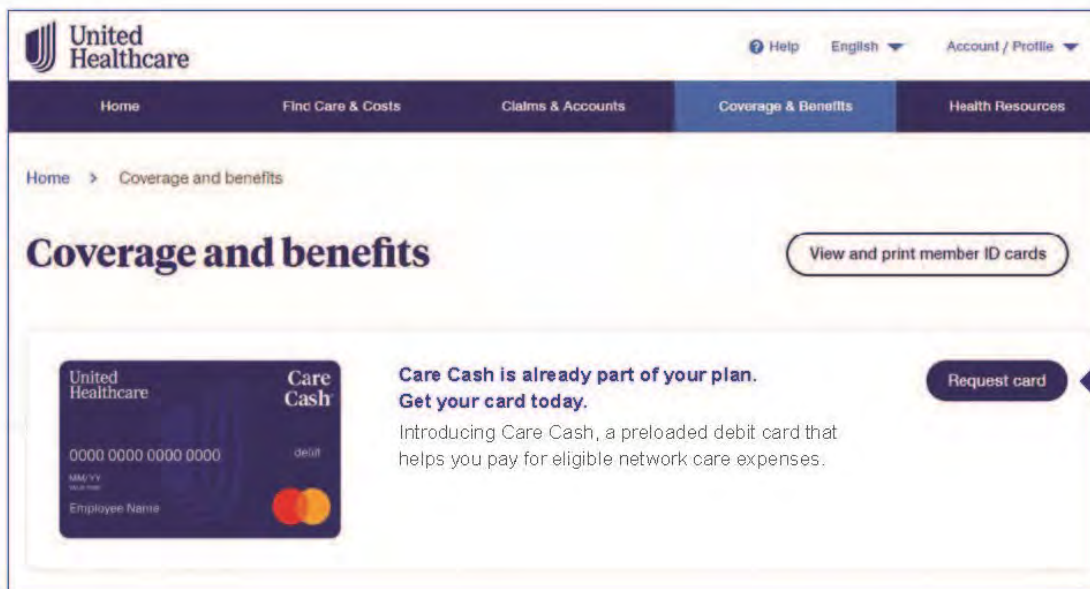 United
Healthcare
Help English Account / Profile
Home Find Care & Costs Claims & Accounts Coverage & Benefits Health Resources
Home > Coverage and benefits
Coverage and benefits
View and print member ID cards
United
Healthcare
Care
Cash
0000 0000 0000 0000
debit
MM/YY
Employee Name
Care Cash is already part of your plan.
Get your card today.
Introducing Care Cash, a preloaded debit card that
helps you pay for eligible network care expenses.
Request card